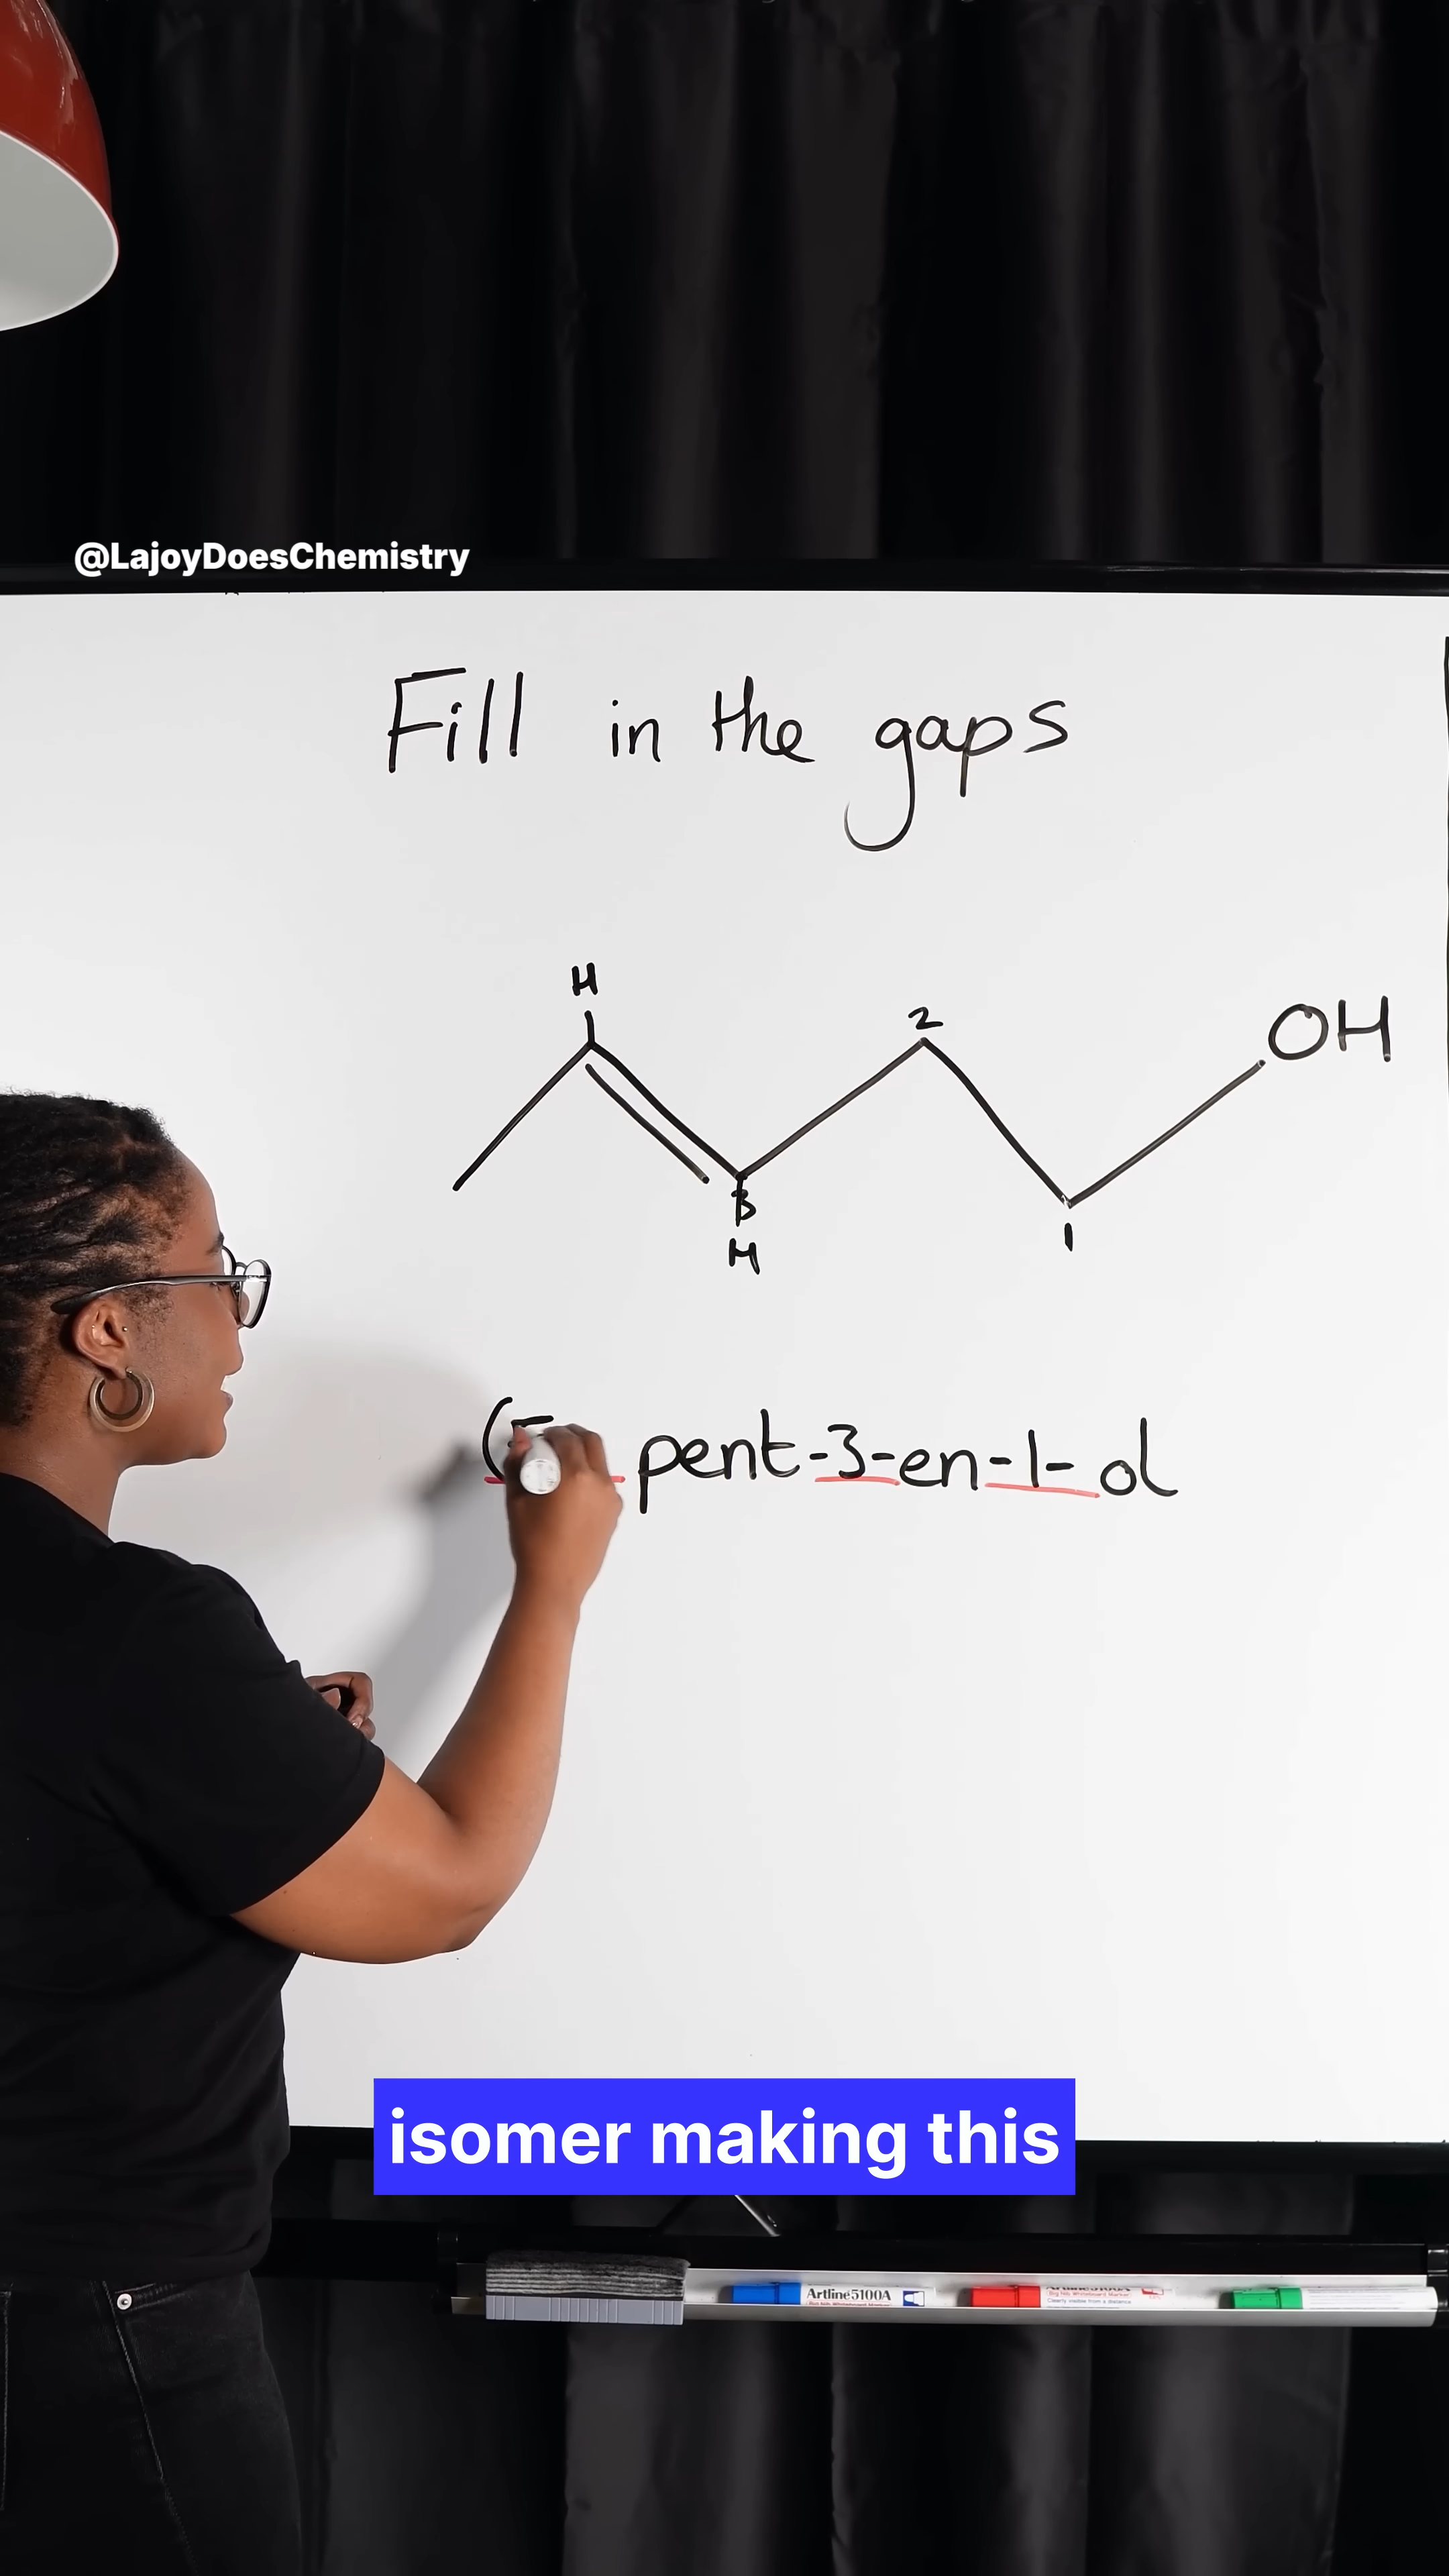 @LajoyDoesChemistry
Fill in the gaps
H
2
OH
3
H
1
(E pent-3-en-1-ol
isomer making this
Artline 5100A